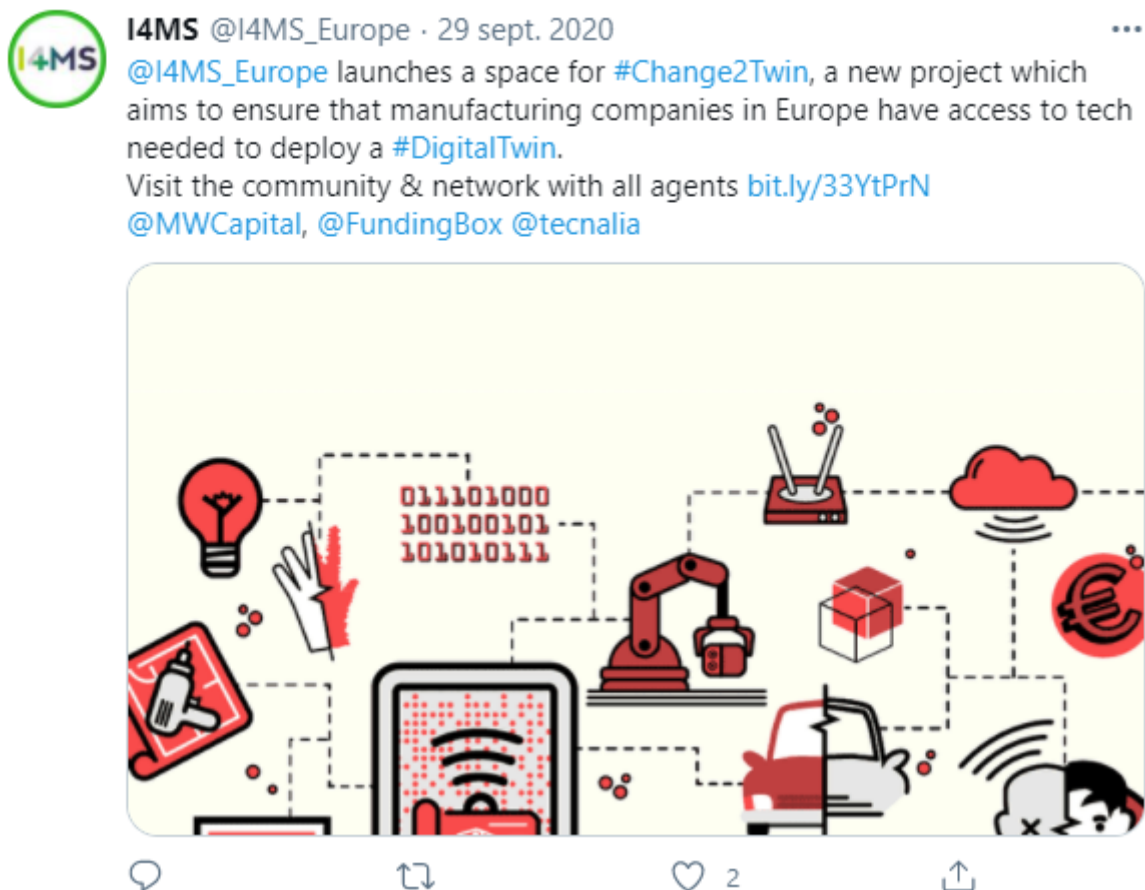 I4MS
I4MS @I4MS_Europe · 29 sept. 2020
@I4MS_Europe launches a space for #Change2Twin, a new project which
aims to ensure that manufacturing companies in Europe have access to tech
needed to deploy a #DigitalTwin.
Visit the community & network with all agents bit.ly/33YtPrN
@MWCapital, @FundingBox @tecnalia
011101000
100100101
101010111
€
2